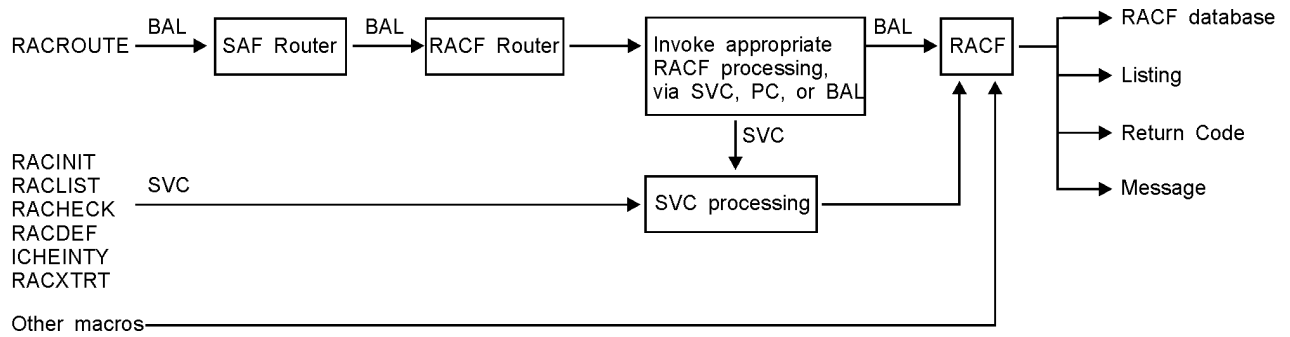 RACROUTE
BAL
SAF Router
BAL
RACF Router
Invoke appropriate
RACF processing,
via SVC, PC, or BAL
BAL
RACF
RACF database
Listing
Return Code
Message
SVC
RACINIT
RACLIST
RACHECK
RACDEF
ICHEINTY
RACXTRT
SVC
SVC processing
Other macros